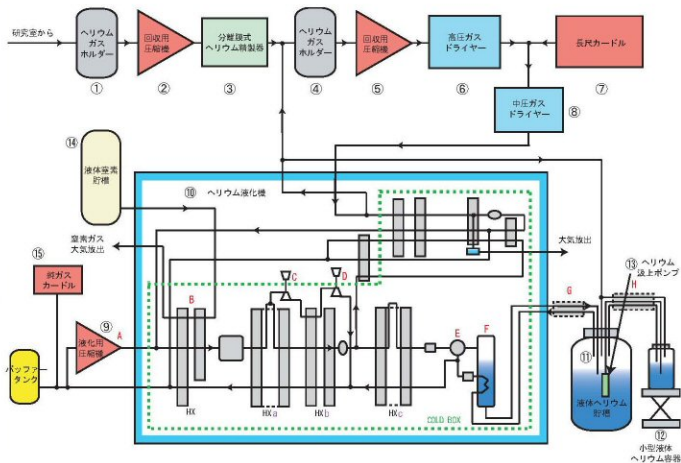 研究室から
ヘリウム
ガス
ホルダー
①
回収用
圧縮機
②
分離膜式
ヘリウム精製器
③
ヘリウム
ガス
ホルダー
④
回収用
圧縮機
⑤
高圧ガス
ドライヤー
⑥
長尺カードル
⑦
中圧ガス
ドライヤー
⑧
⑭
液体窒素
貯槽
⑩
ヘリウム液化機
窒素ガス
大気放出
大気放出
⑮
純ガス
カードル
⑨
液化用
圧縮機
A
バッファー
タンク
B
C
D
E
F
HX
HXa
HXb
HXc
COLD BOX
G
H
⑬
ヘリウム
汲上ポンプ
⑪
液体ヘリウム
貯槽
⑫
小型液体
ヘリウム容器